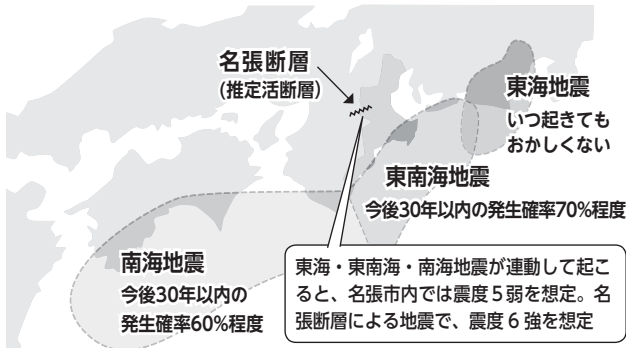 名張断層
(推定活断層)
東海地震
いつ起きても
おかしくない
東南海地震
今後30年以内の発生確率70%程度
南海地震
今後30年以内の
発生確率60%程度
東海・東南海・南海地震が連動して起こ
ると、名張市内では震度5弱を想定。名
張断層による地震で、震度6強を想定